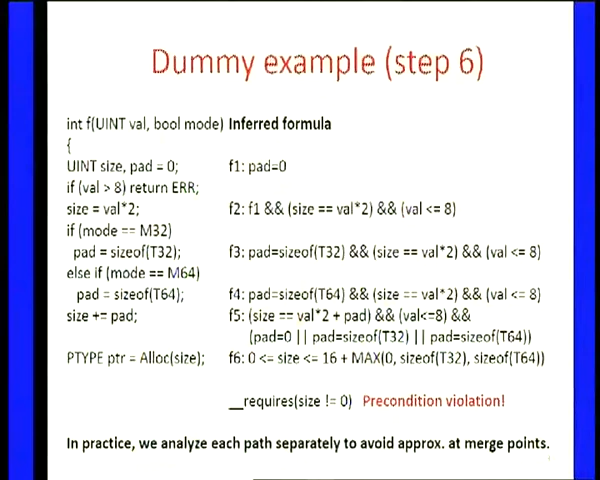 Dummy example (step 6)
int f(UINT val, bool mode) Inferred formula
{
UINT size, pad = 0; f1: pad=0
if (val > 8) return ERR;
size = val*2; f2: f1 && (size == val*2) && (val <= 8)
if (mode == M32)
pad = sizeof(T32); f3: pad=sizeof(T32) && (size == val*2) && (val <= 8)
else if (mode == M64)
pad = sizeof(T64); f4: pad=sizeof(T64) && (size == val*2) && (val <= 8)
size += pad; f5: (size == val*2 + pad) && (val<=8) &&
(pad=0 || pad=sizeof(T32) || pad=sizeof(T64))
PTYPE ptr = Alloc(size); f6: 0 <= size <= 16 + MAX(0, sizeof(T32), sizeof(T64))
__requires(size != 0) Precondition violation!
In practice, we analyze each path separately to avoid approx. at merge points.